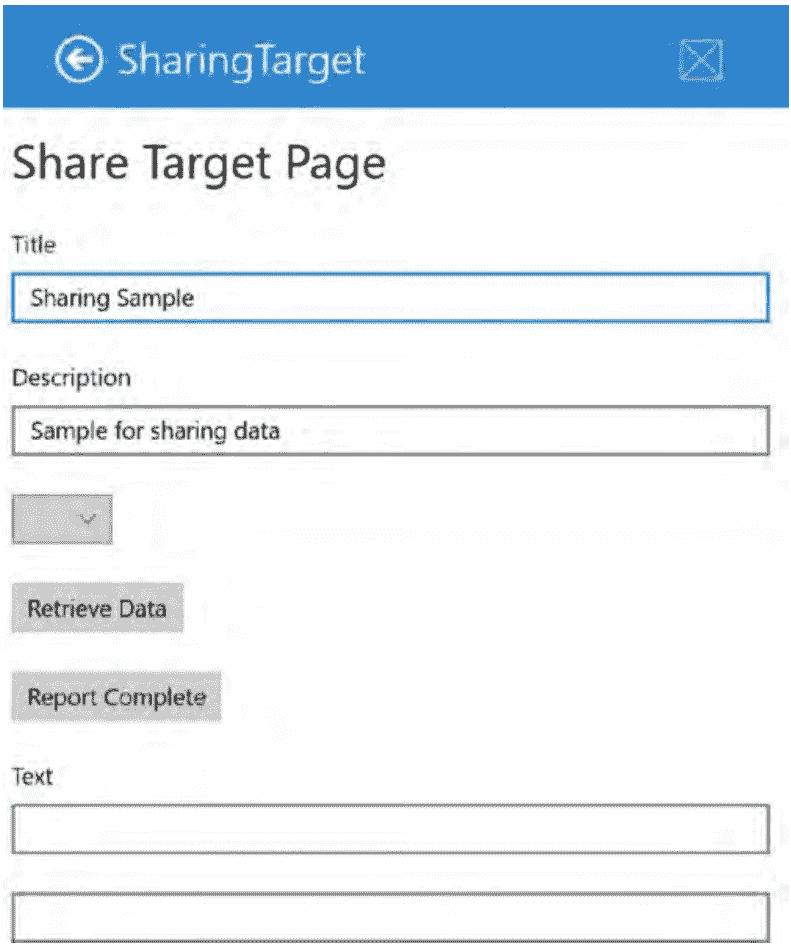 SharingTarget
Share Target Page
Title
Sharing Sample
Description
Sample for sharing data
Retrieve Data
Report Complete
Text